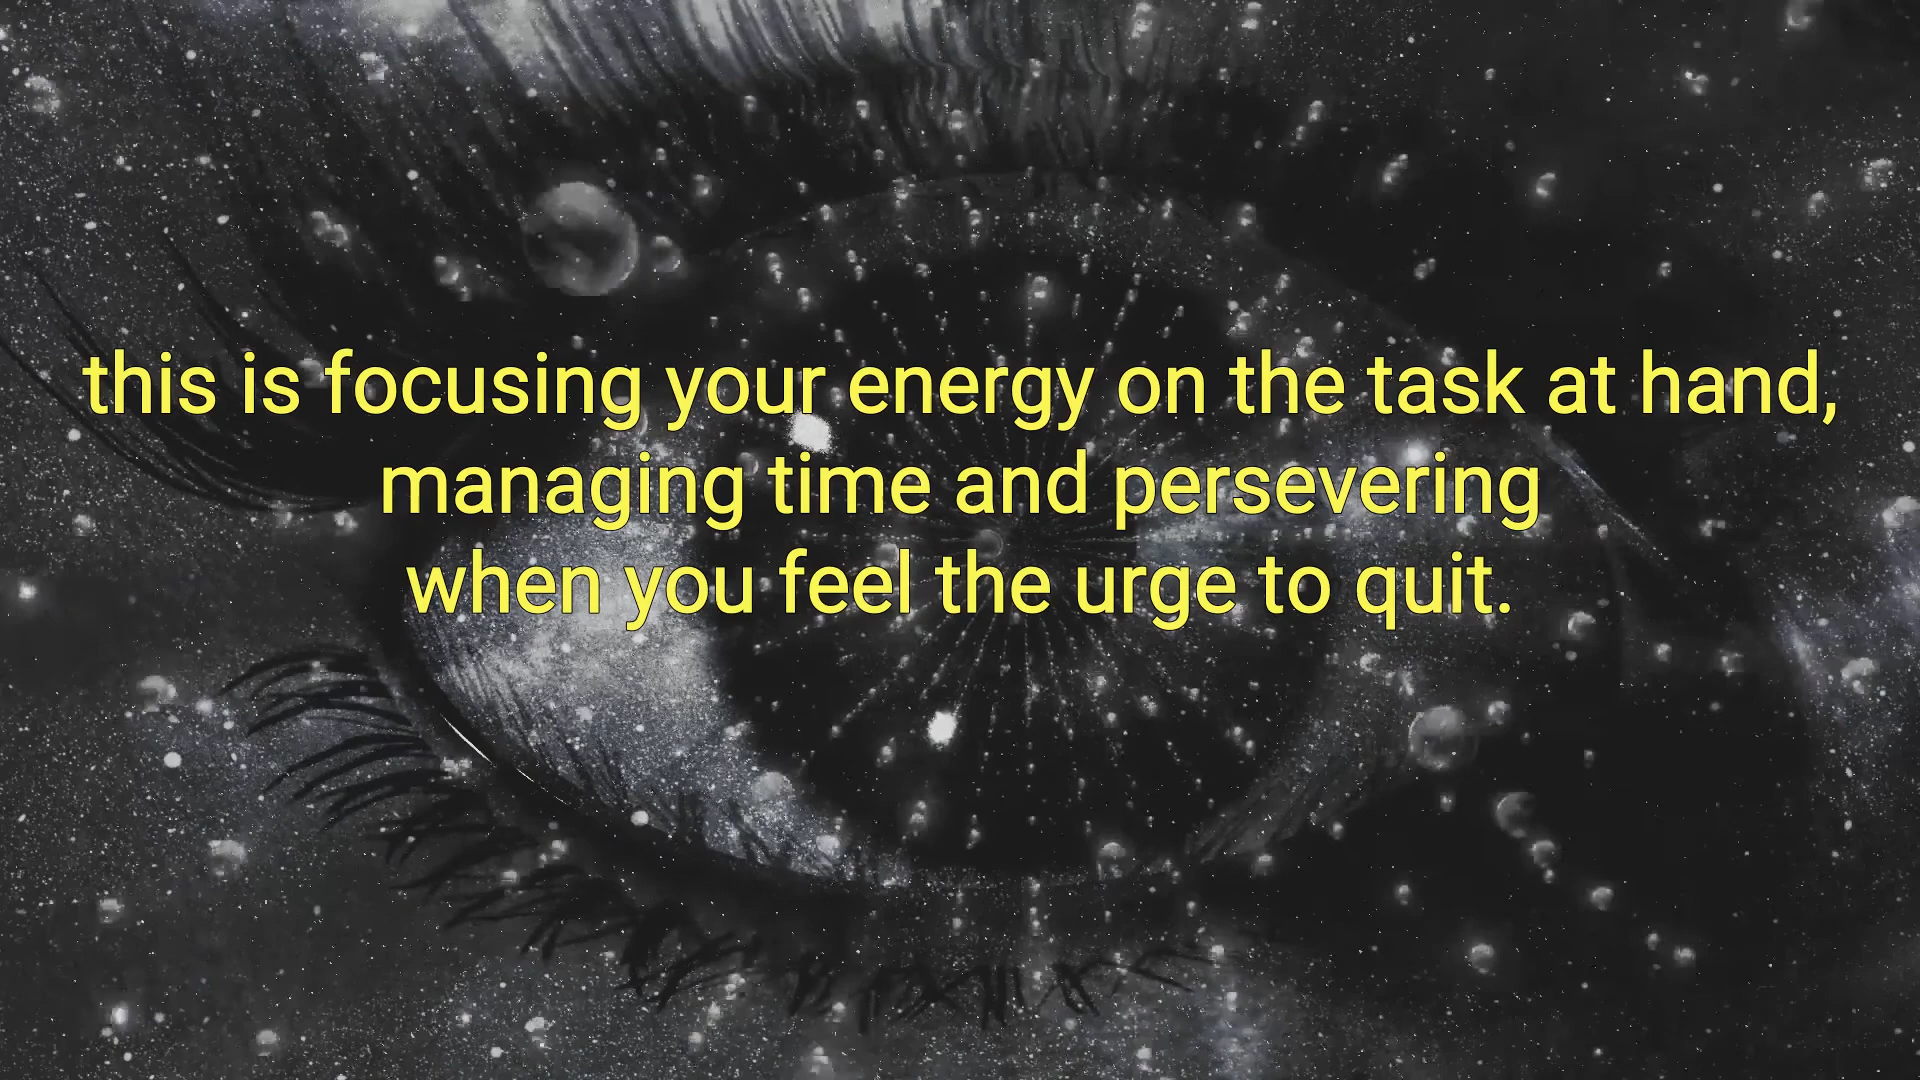 this is focusing your energy on the task at hand,
managing time and persevering
when you feel the urge to quit.